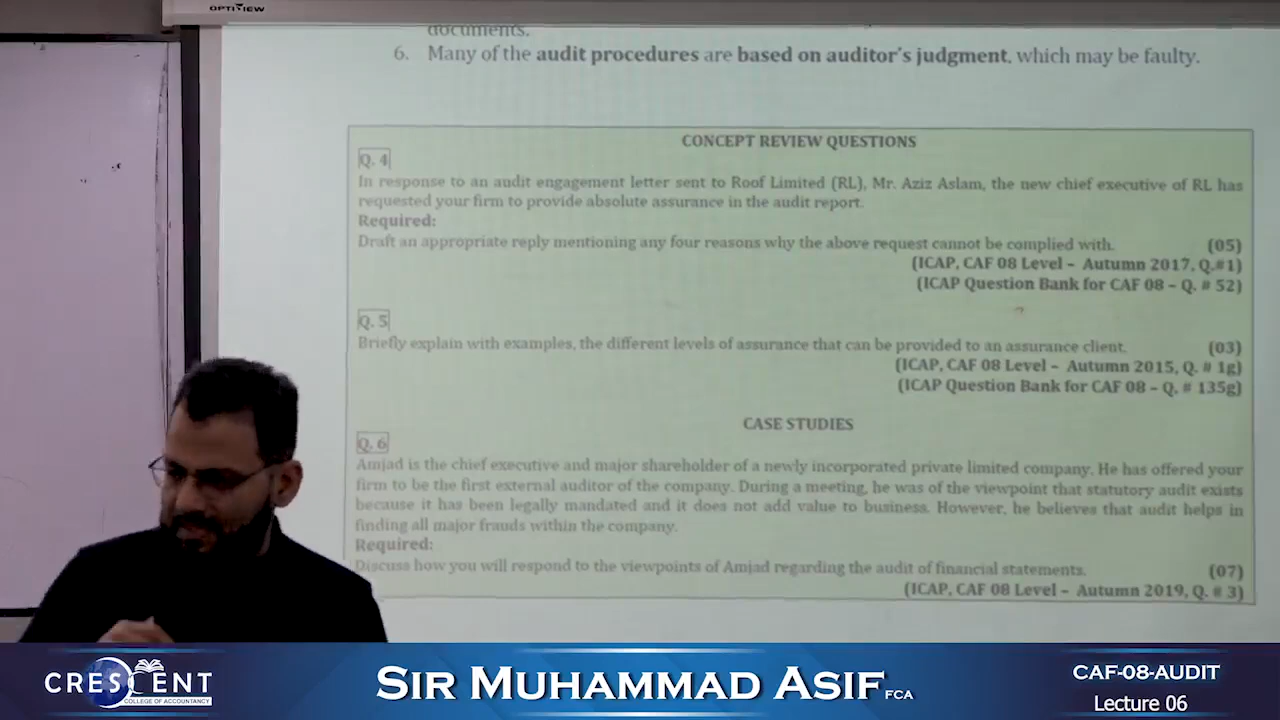 OPTIVIEW
documents.
6. Many of the audit procedures are based on auditor's judgment, which may be faulty.
CONCEPT REVIEW QUESTIONS
Q. 4
In response to an audit engagement letter sent to Roof Limited (RL), Mr. Aziz Aslam, the new chief executive of RL has
requested your firm to provide absolute assurance in the audit report.
Required:
Draft an appropriate reply mentioning any four reasons why the above request cannot be complied with. (05)
(ICAP, CAF 08 Level – Autumn 2017, Q.#1)
(ICAP Question Bank for CAF 08 – Q. # 52)
Q. 5
Briefly explain with examples, the different levels of assurance that can be provided to an assurance client. (03)
(ICAP, CAF 08 Level – Autumn 2015, Q. # 1g)
(ICAP Question Bank for CAF 08 – Q. # 135g)
CASE STUDIES
Q. 6
Amjad is the chief executive and major shareholder of a newly incorporated private limited company. He has offered your
firm to be the first external auditor of the company. During a meeting, he was of the viewpoint that statutory audit exists
because it has been legally mandated and it does not add value to business. However, he believes that audit helps in
finding all major frauds within the company.
Required:
Discuss how you will respond to the viewpoints of Amjad regarding the audit of financial statements. (07)
(ICAP, CAF 08 Level – Autumn 2019, Q. # 3)
CRESCENT
COLLEGE OF ACCOUNTANCY
SIR MUHAMMAD ASIF FCA
CAF-08-AUDIT
Lecture 06